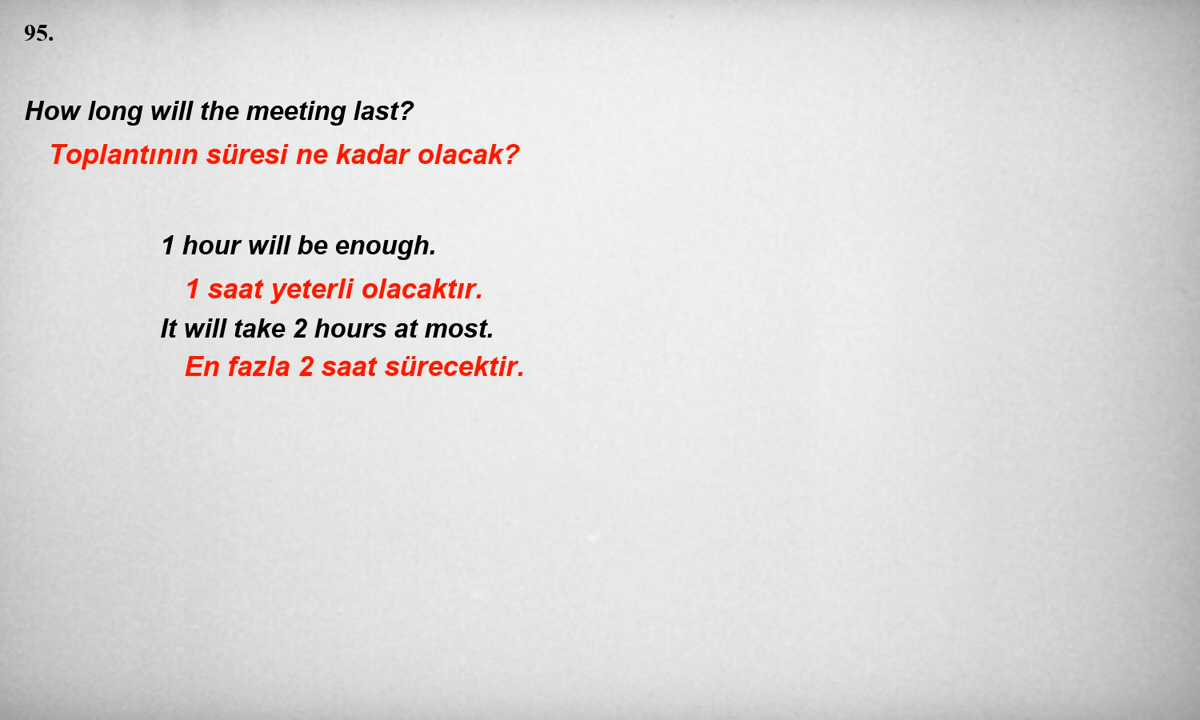 95.
How long will the meeting last?
Toplantının süresi ne kadar olacak?
1 hour will be enough.
1 saat yeterli olacaktır.
It will take 2 hours at most.
En fazla 2 saat sürecektir.